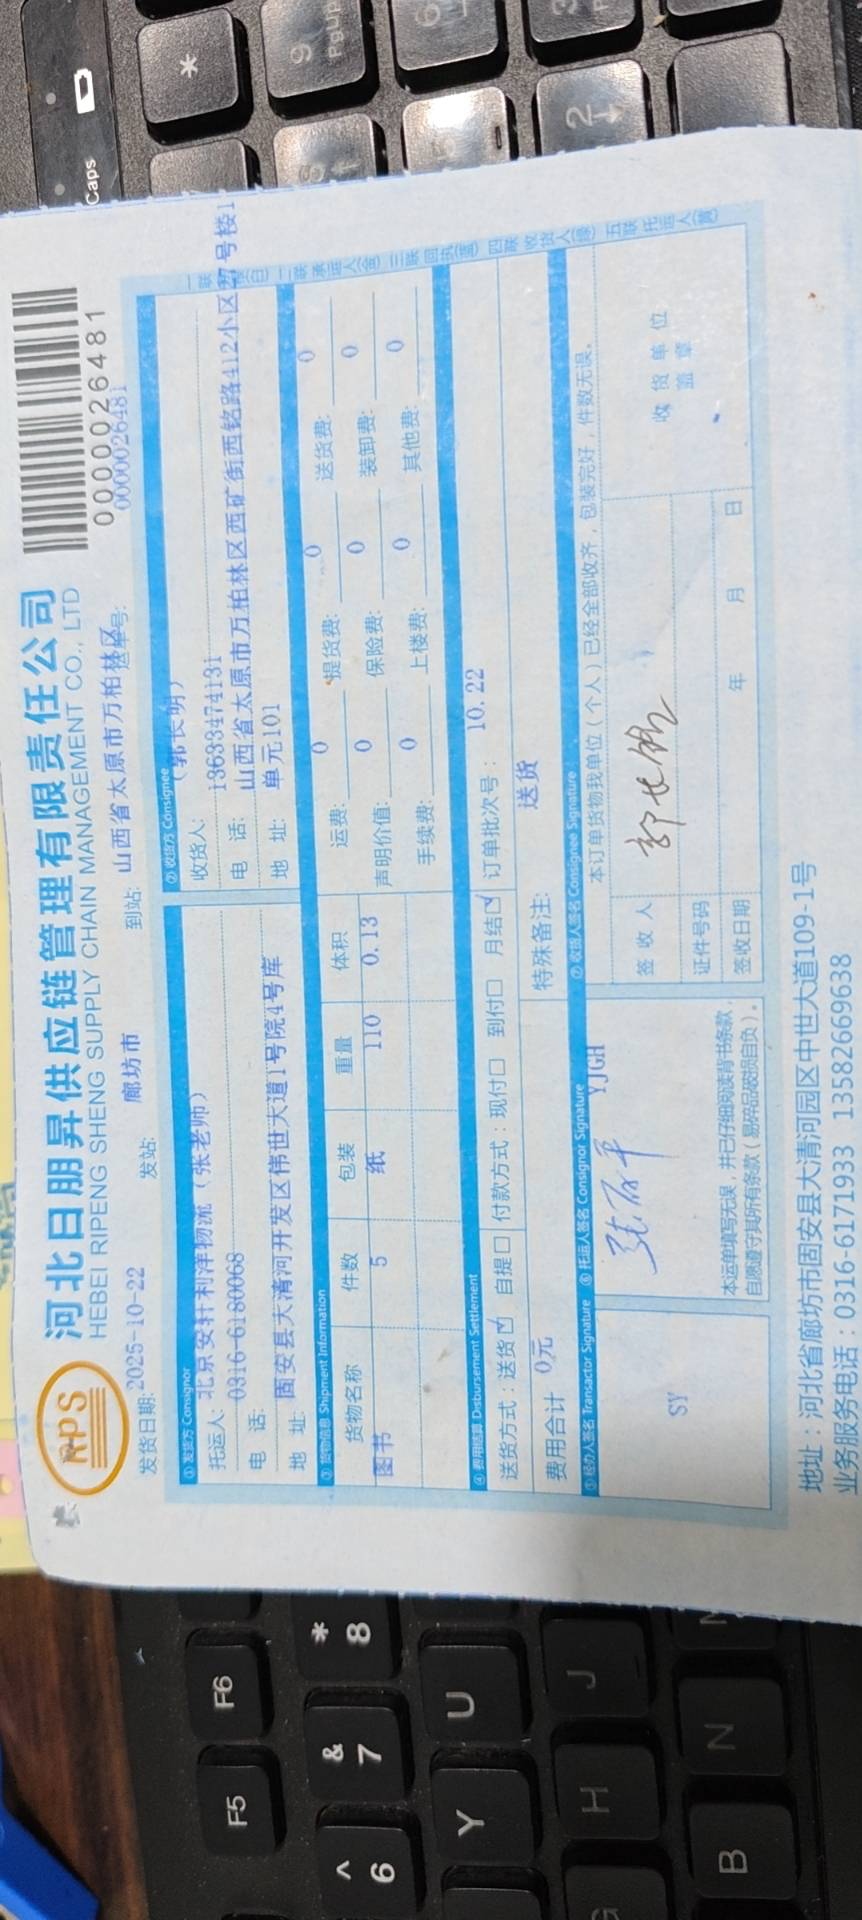 RPS
河北日朋昇供应链管理有限责任公司
HEBEI RIPENG SHENG SUPPLY CHAIN MANAGEMENT CO., LTD
0000026481
发货日期: 2025-10-22 发站: 廊坊市 到站: 山西省太原市万柏林区 运单号: 0000026481
① 发货方 Consignor
托运人: 北京安轩利洋物流（张老师）
电 话: 0316-6180068
地 址: 固安县大清河开发区伟世大道1号院4号库
② 收货方 Consignee
收货人: （郭长明）
电 话: 13633474131
地 址: 山西省太原市万柏林区西矿街西铭路412小区27号楼1
单元101
③ 货物信息 Shipment Information
货物名称 件数 包装 重量 体积
图书 5 纸 110 0.13
运费: 0 提货费: 0 送货费: 0
声明价值: 0 保险费: 0 装卸费: 0
手续费: 0 上楼费: 0 其他费: 0
④ 费用结算 Disbursement Settlement
送货方式：送货☑ 自提□ 付款方式：现付□ 到付□ 月结☑ 订单批次号： 10.22
费用合计 0元 特殊备注: 送货
⑤ 经办人签名 Transactor Signature
SY
⑥ 托运人签名 Consignor Signature
YJGH
本运单填写无误，并已仔细阅读背书条款，
自愿遵守其所有条款（易碎品破损自负）。
⑦ 收货人签名 Consignee Signature
本订单货物我单位（个人）已经全部收齐，包装完好，件数无误。
签 收 人 郭长明
证件号码
签收日期 年 月 日
收 货 单 位
盖 章
地址：河北省廊坊市固安县大清河园区中世大道109-1号
业务服务电话：0316-6171933 13582669638
Caps
*
9
PgUp
6
3
2
F5
F6
^
6
&
7
*
8
Y
U
H
J
B
N